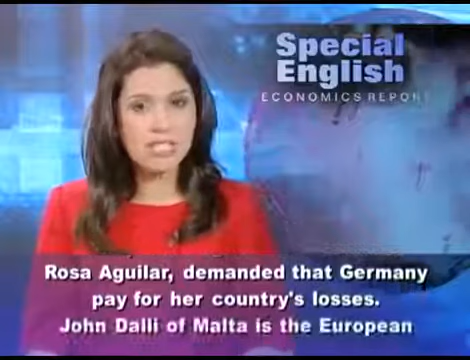 Special
English
ECONOMICS REPORT
Rosa Aguilar, demanded that Germany
pay for her country's losses.
John Dalli of Malta is the European